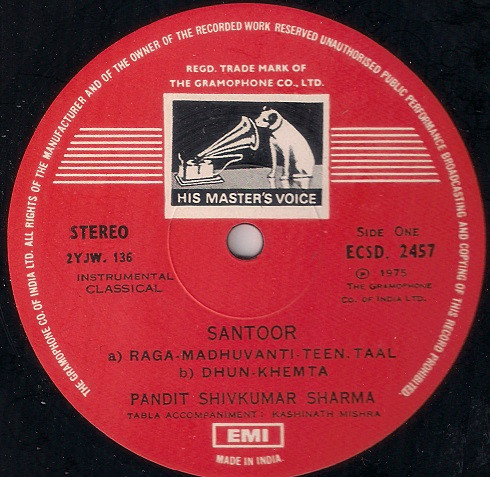 THE GRAMOPHONE CO. OF INDIA LTD. ALL RIGHTS OF THE MANUFACTURER AND OF THE OWNER OF THE RECORDED WORK RESERVED UNAUTHORISED PUBLIC PERFORMANCE BROADCASTING AND COPYING OF THIS RECORD PROHIBITED.
REGD. TRADE MARK OF
THE GRAMOPHONE CO., LTD.
HIS MASTER'S VOICE
STEREO
2YJW. 136
INSTRUMENTAL
CLASSICAL
SIDE ONE
ECSD. 2457
℗ 1975
THE GRAMOPHONE
CO. OF INDIA LTD.
SANTOOR
a) RAGA-MADHUVANTI-TEEN.TAAL
b) DHUN-KHEMTA
PANDIT SHIVKUMAR SHARMA
TABLA ACCOMPANIMENT: KASHINATH MISHRA
EMI
MADE IN INDIA.